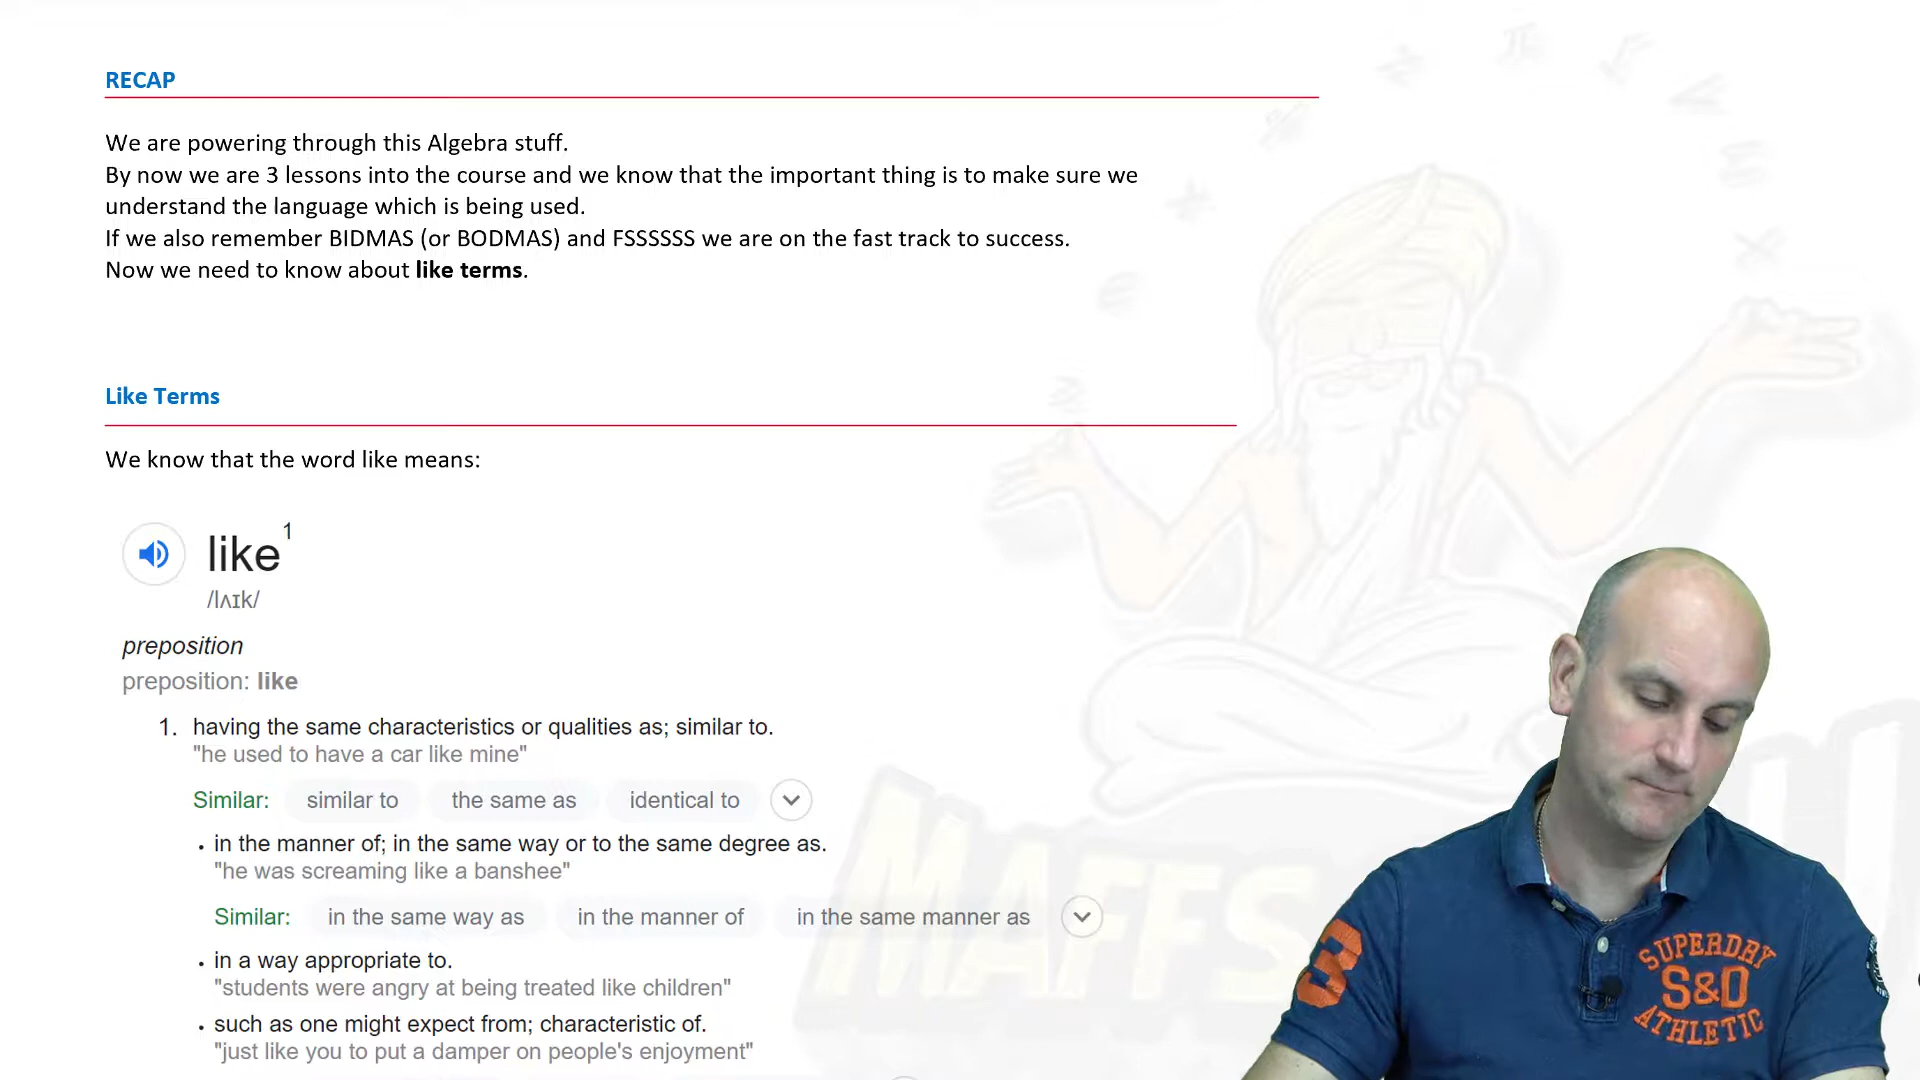 RECAP
We are powering through this Algebra stuff.
By now we are 3 lessons into the course and we know that the important thing is to make sure we
understand the language which is being used.
If we also remember BIDMAS (or BODMAS) and FSSSSSS we are on the fast track to success.
Now we need to know about like terms.
Like Terms
We know that the word like means:
like1
/lʌɪk/
preposition
preposition: like
1. having the same characteristics or qualities as; similar to.
"he used to have a car like mine"
Similar: similar to the same as identical to
• in the manner of; in the same way or to the same degree as.
"he was screaming like a banshee"
Similar: in the same way as in the manner of in the same manner as
• in a way appropriate to.
"students were angry at being treated like children"
• such as one might expect from; characteristic of.
"just like you to put a damper on people's enjoyment"
MAFFS
3
SUPERDRY
S&D
ATHLETIC